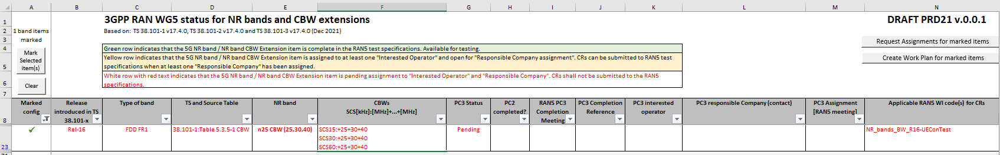 A B C D E F G H I J K L M N
1 3GPP RAN WG5 status for NR bands and CBW extensions DRAFT PRD21 v.0.0.1
2 1 band items Based on: TS 38.101-1 v17.4.0, TS 38.101-2 v17.4.0 and TS 38.101-3 v17.4.0 (Dec 2021)
3 marked
Request Assignments for marked items
4 Green row indicates that the 5G NR band / NR band CBW Extension item is complete in the RAN5 test specifications. Available for testing.
Mark
Selected
item(s)
5 Yellow row indicates that the 5G NR band / NR band CBW Extension item is assigned to at least one "Interested Operator" and open for "Responsible Company assignment". CRs can be submitted to RAN5 test
specifications when at least one "Responsible Company" has been assigned.
Create Work Plan for marked items
6 White row with red text indicates that the 5G NR band / NR band CBW Extension item is pending assignment to "Interested Operator" and "Responsible Company". CRs shall not be submitted to the RAN5
specifications.
Clear
7
8
Marked
config
Release
introduced in TS
38.101-x
Type of band
TS and Source Table
NR band
CBWs
SCS[kHz]:[MHz]+...+[MHz]
PC3 Status
PC2
completed?
RAN5 PC3
Completion
Meeting
PC3 Completion
Reference
PC3 interested
operator
PC3 responsible Company (contact)
PC3 Assignment
[RAN5 meeting]
Applicable RAN5 WI code(s) for CRs
23
✓
Rel-16
FDD FR1
38.101-1:Table 5.3.5-1 CBW
n25 CBW (25,30,40)
SCS15:+25+30+40
SCS30:+25+30+40
SCS60:+25+30+40
Pending
NR_bands_BW_R16-UEConTest